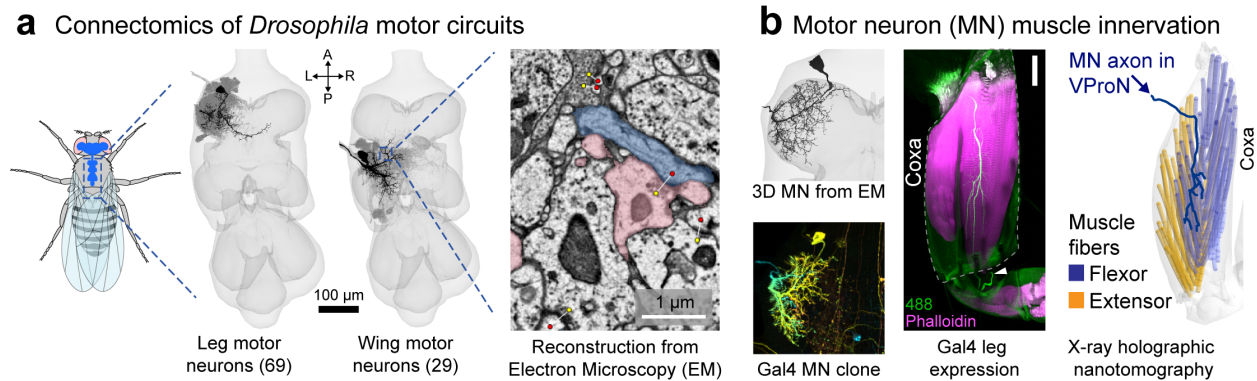 a Connectomics of Drosophila motor circuits
A
L R
P
100 µm
Leg motor
neurons (69)
Wing motor
neurons (29)
1 µm
Reconstruction from
Electron Microscopy (EM)
b Motor neuron (MN) muscle innervation
3D MN from EM
Gal4 MN clone
Coxa
488
Phalloidin
Gal4 leg
expression
MN axon in
VProN
Coxa
Muscle
fibers
Flexor
Extensor
X-ray holographic
nanotomography